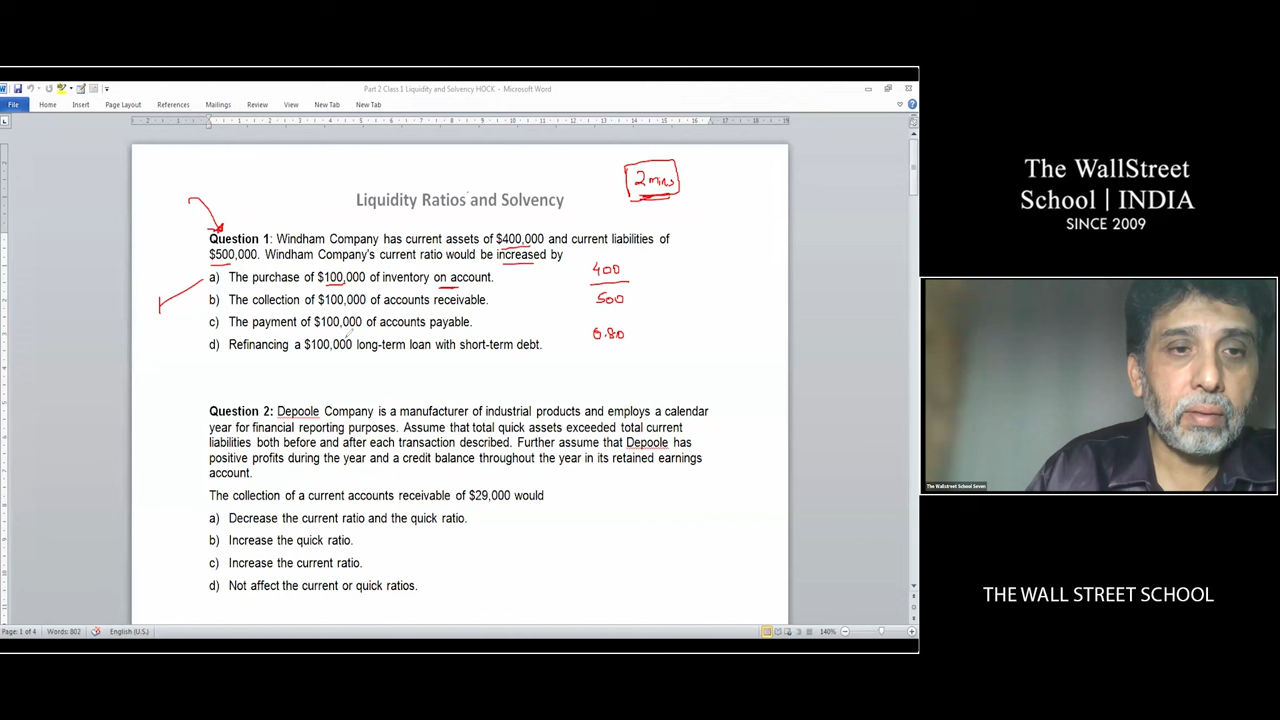 Part 2 Class 1 Liquidity and Solvency HOCK - Microsoft Word
File Home Insert Page Layout References Mailings Review View New Tab New Tab
2 mins
Liquidity Ratios and Solvency
Question 1: Windham Company has current assets of $400,000 and current liabilities of
$500,000. Windham Company's current ratio would be increased by
a) The purchase of $100,000 of inventory on account.
b) The collection of $100,000 of accounts receivable.
c) The payment of $100,000 of accounts payable.
d) Refinancing a $100,000 long-term loan with short-term debt.
400
500
0.80
Question 2: Depoole Company is a manufacturer of industrial products and employs a calendar
year for financial reporting purposes. Assume that total quick assets exceeded total current
liabilities both before and after each transaction described. Further assume that Depoole has
positive profits during the year and a credit balance throughout the year in its retained earnings
account.
The collection of a current accounts receivable of $29,000 would
a) Decrease the current ratio and the quick ratio.
b) Increase the quick ratio.
c) Increase the current ratio.
d) Not affect the current or quick ratios.
Page: 1 of 4 Words: 802 English (U.S.) 140%
The WallStreet
School | INDIA
SINCE 2009
The Wallstreet School Seven
THE WALL STREET SCHOOL